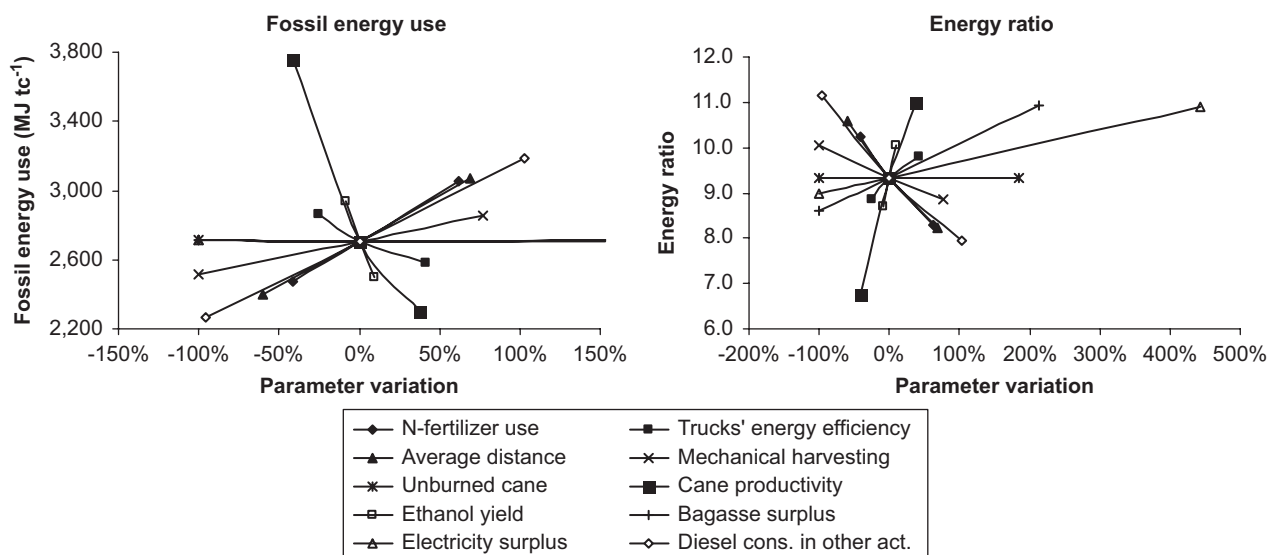 Fossil energy use
Fossil energy use (MJ tc-1)
3,800
3,400
3,000
2,600
2,200
-150% -100% -50% 0% 50% 100% 150%
Parameter variation
Energy ratio
Energy ratio
12.0
11.0
10.0
9.0
8.0
7.0
6.0
-200% -100% 0% 100% 200% 300% 400% 500%
Parameter variation
N-fertilizer use
Average distance
Unburned cane
Ethanol yield
Electricity surplus
Trucks' energy efficiency
Mechanical harvesting
Cane productivity
Bagasse surplus
Diesel cons. in other act.